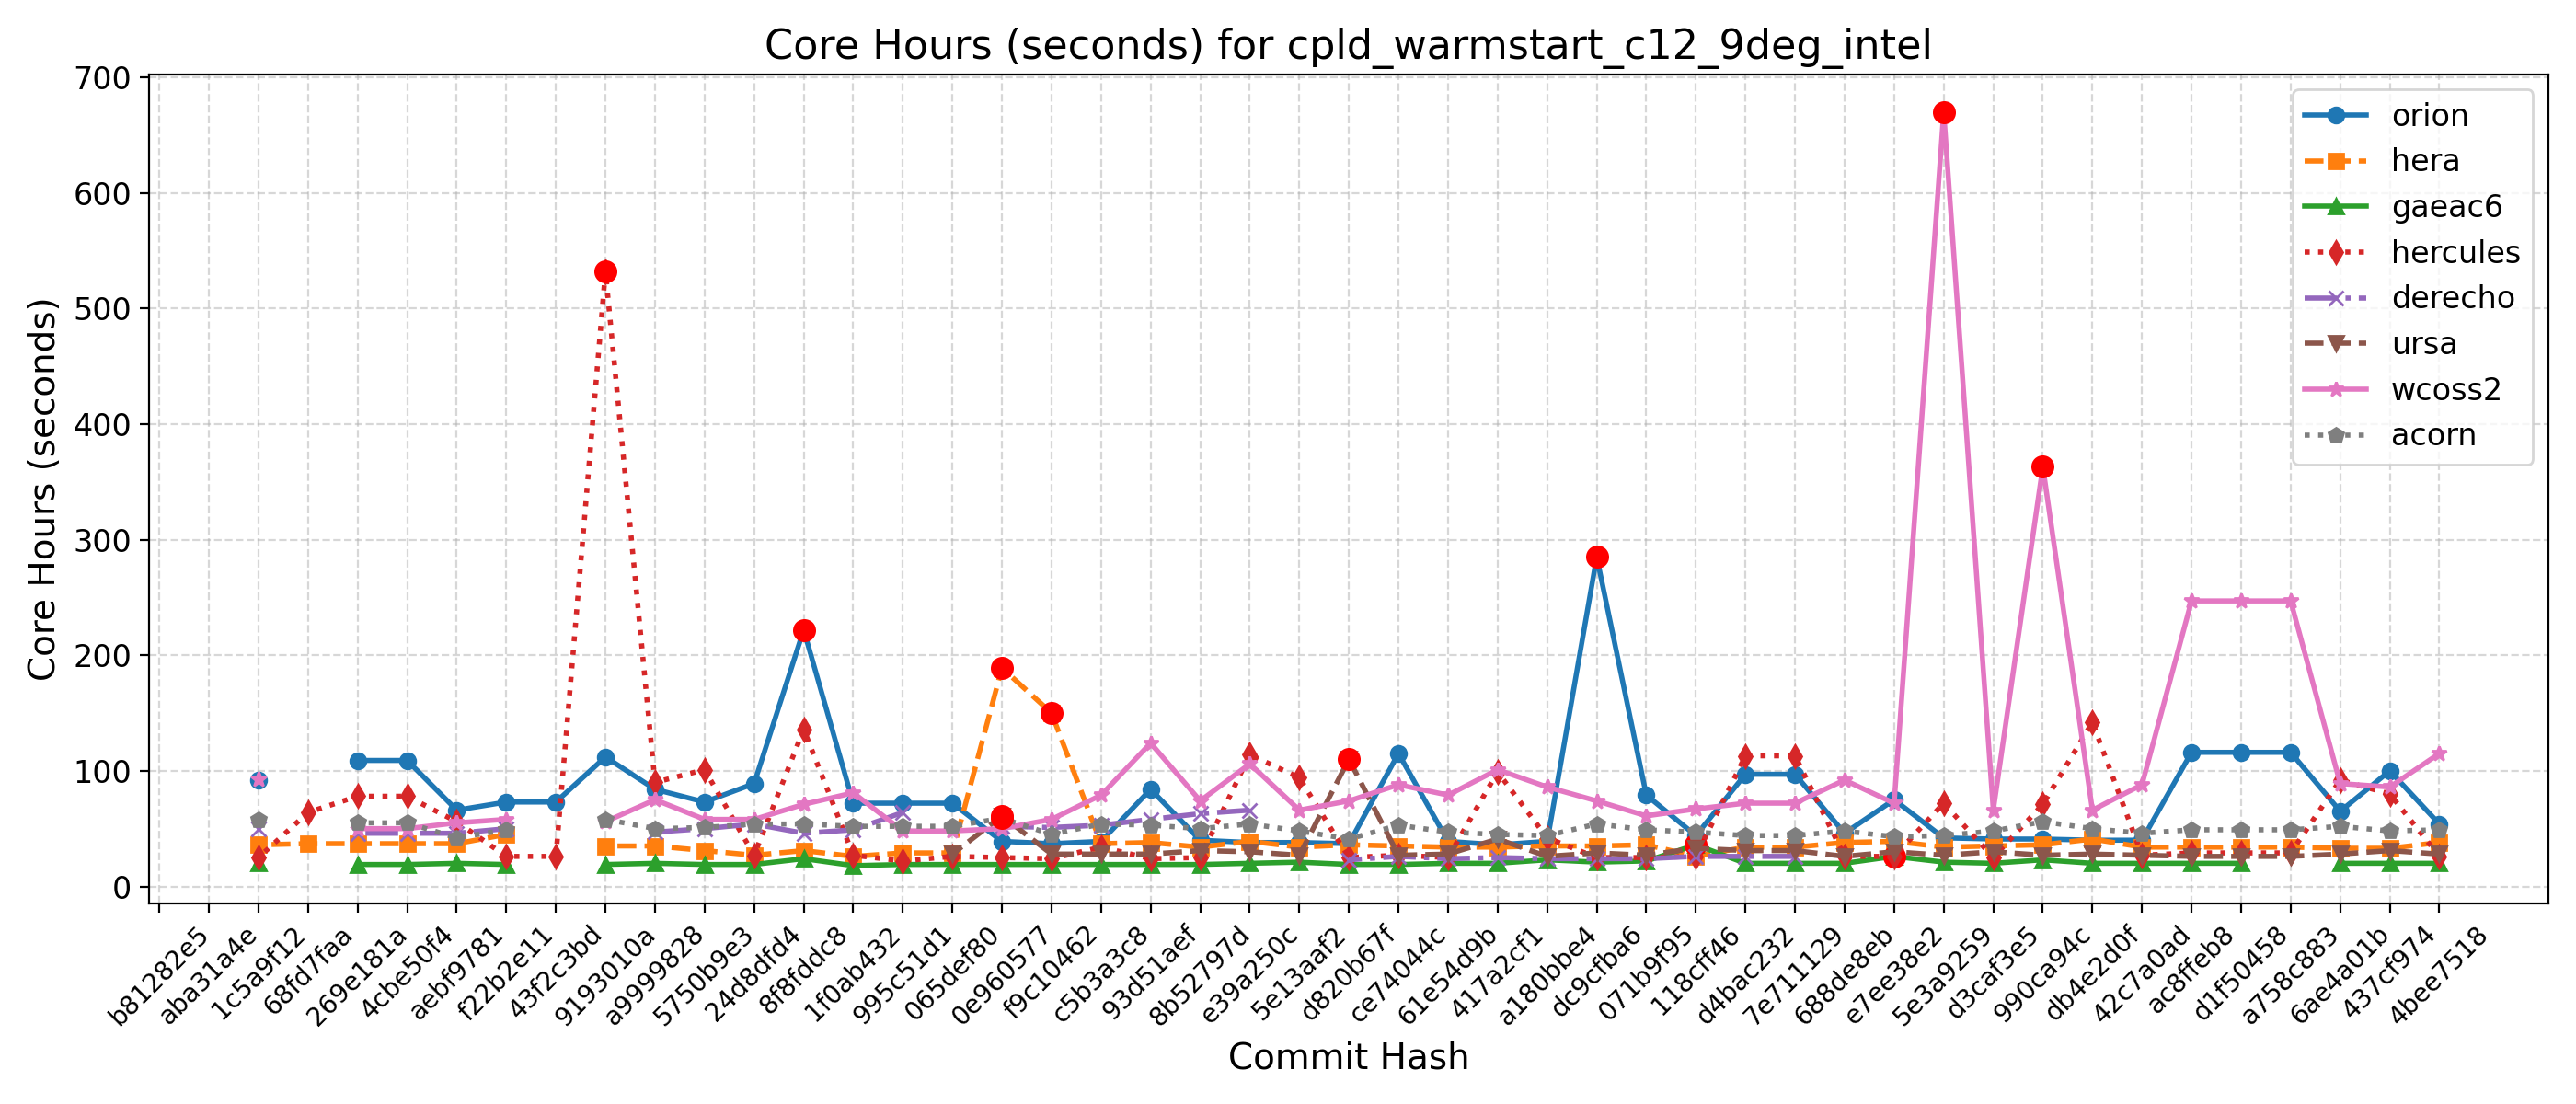 Core Hours (seconds) for cpld_warmstart_c12_9deg_intel
Core Hours (seconds)
700
600
500
400
300
200
100
0
orion
hera
gaeac6
hercules
derecho
ursa
wcoss2
acorn
b81282e5
aba31a4e
1c5a9f12
68fd7faa
269e181a
4cbe50f4
aebf9781
f22b2e11
43f2c3bd
9193010a
a9999828
5750b9e3
24d8dfd4
8f8fddc8
1f0ab432
995c51d1
065def80
0e960577
f9c10462
c5b3a3c8
93d51aef
8b52797d
e39a250c
5e13aaf2
d820b67f
ce74044c
61e54d9b
417a2cf1
a180bbe4
dc9cfba6
071b9f95
118cff46
d4bac232
7e711129
688de8eb
e7ee38e2
5e3a9259
d3caf3e5
990ca94c
db4e2d0f
42c7a0ad
ac8ffeb8
d1f50458
a758c883
6ae4a01b
437cf974
4bee7518
Commit Hash